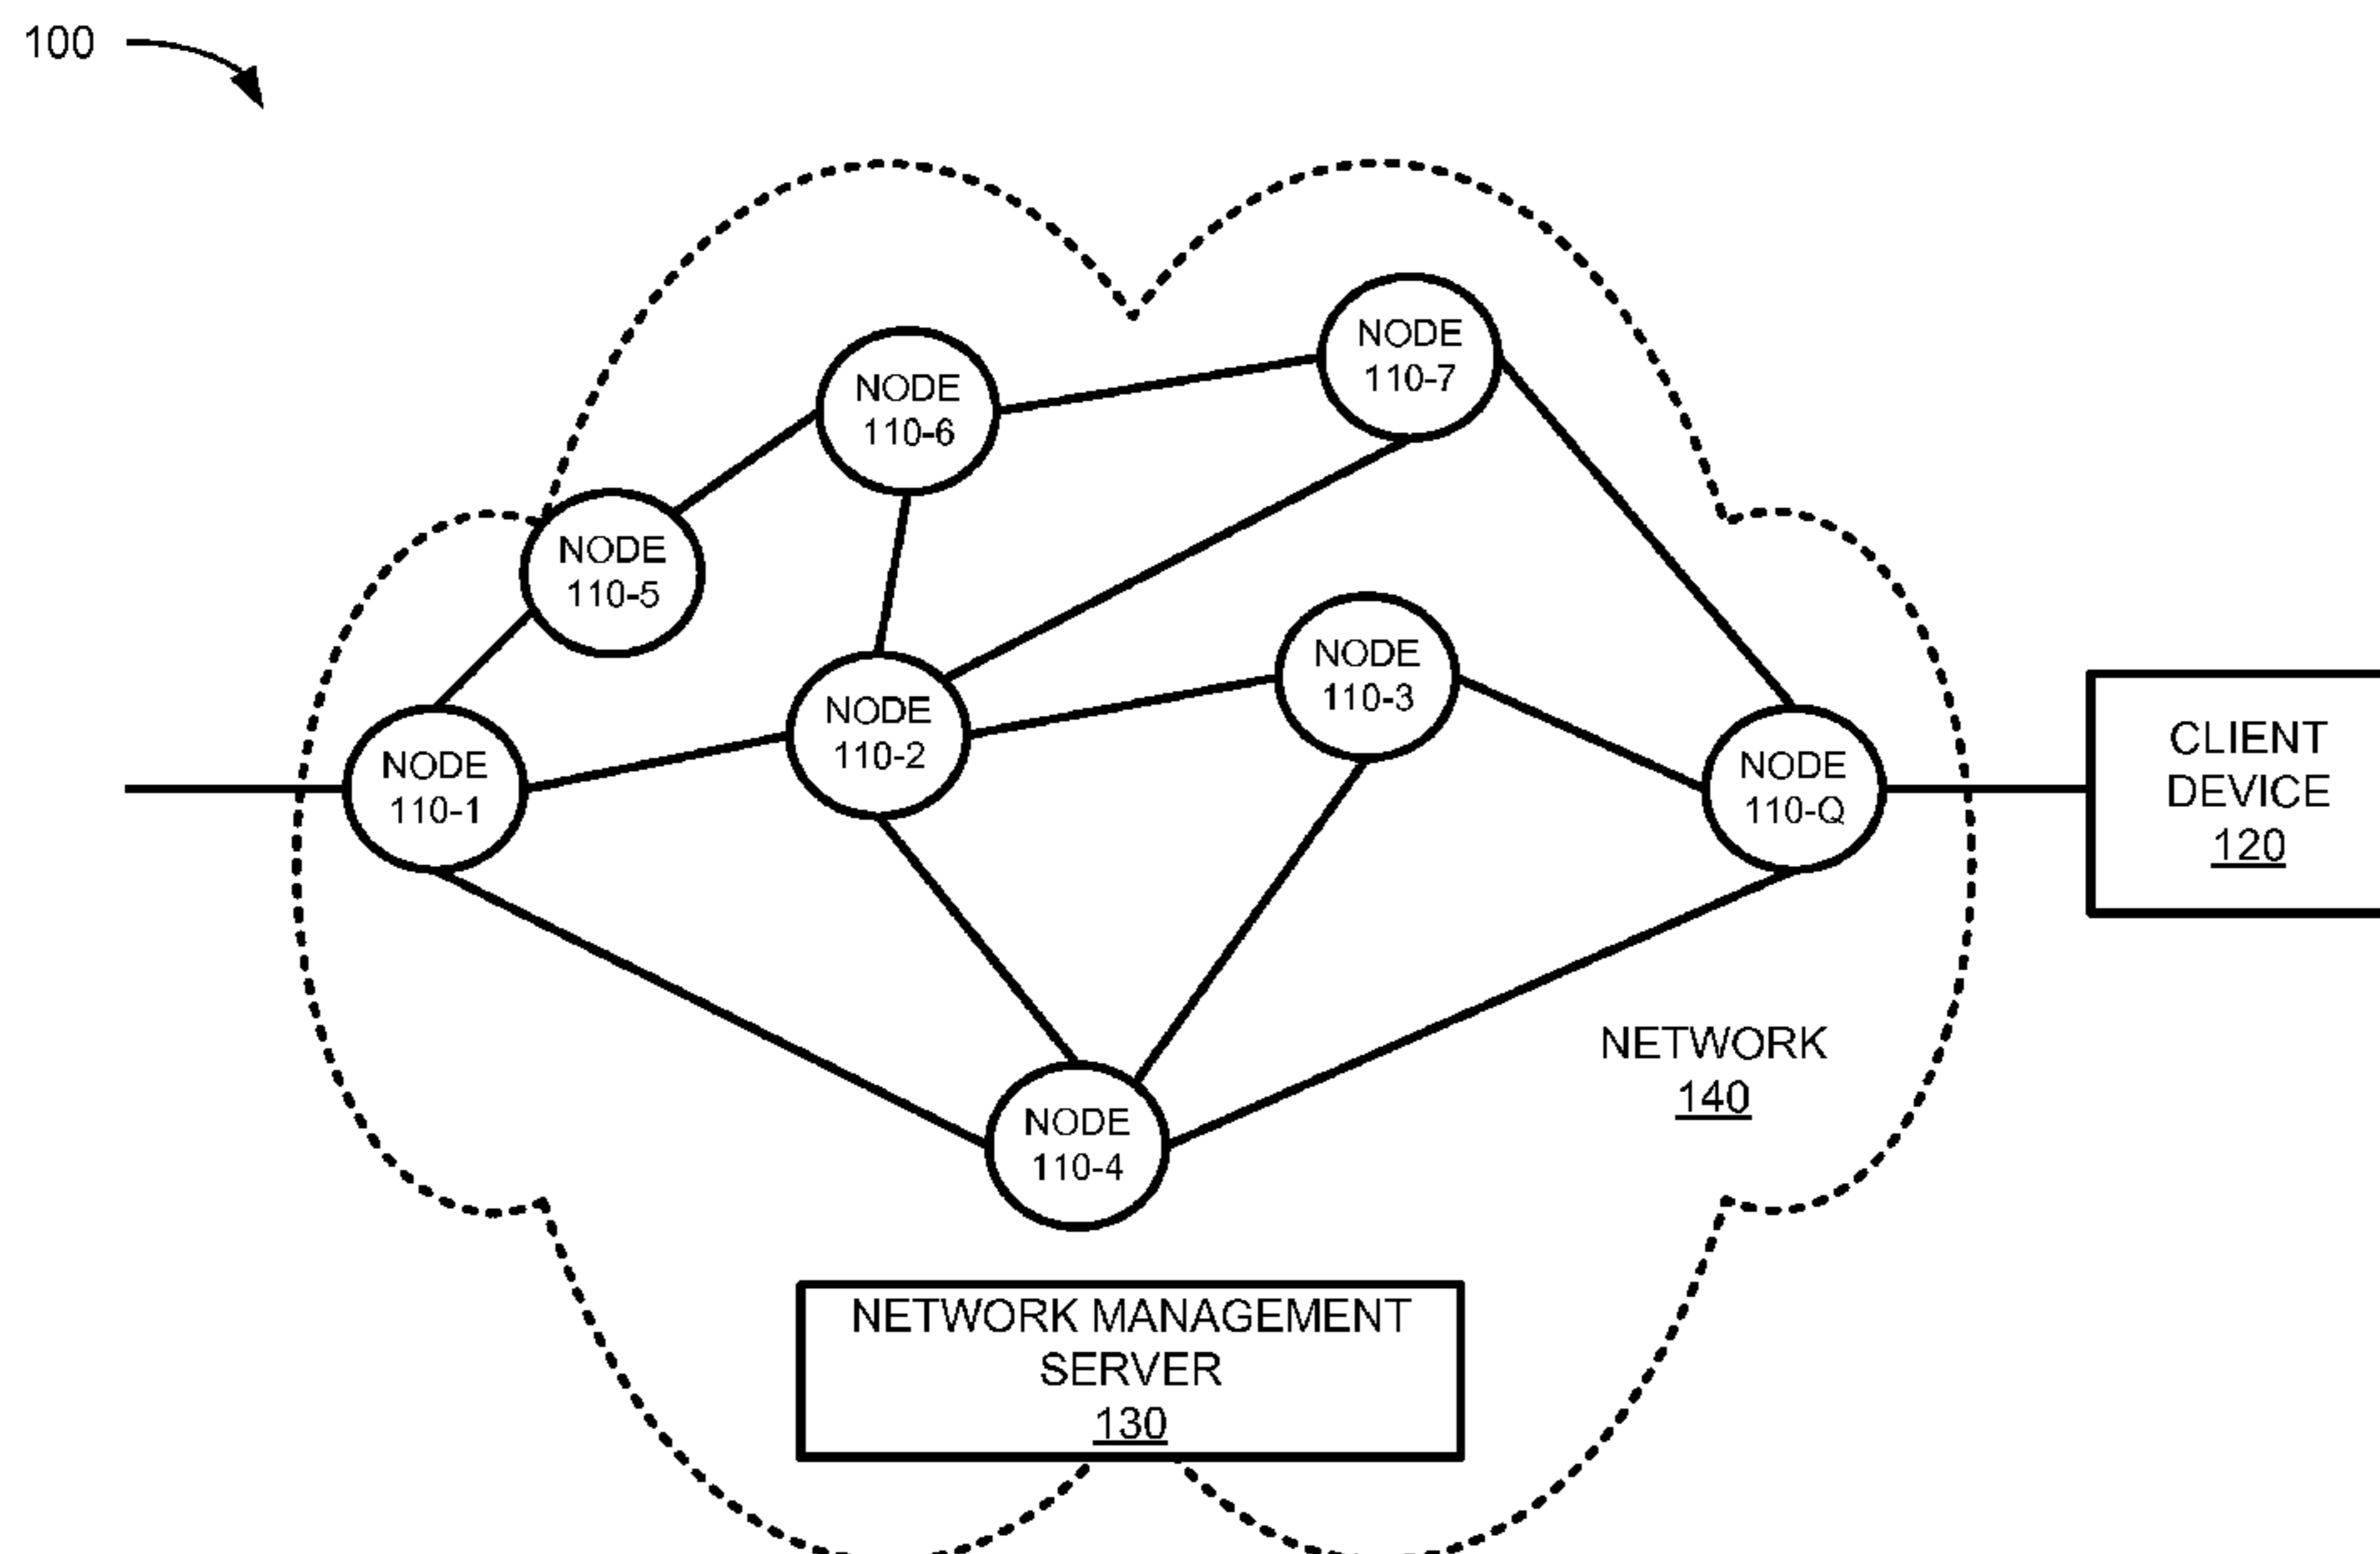 100
NODE
110-7
NODE
110-6
NODE
110-5
NODE
110-3
NODE
110-2
NODE
110-1
NODE
110-Q
CLIENT
DEVICE
120
NETWORK
140
NODE
110-4
NETWORK MANAGEMENT
SERVER
130